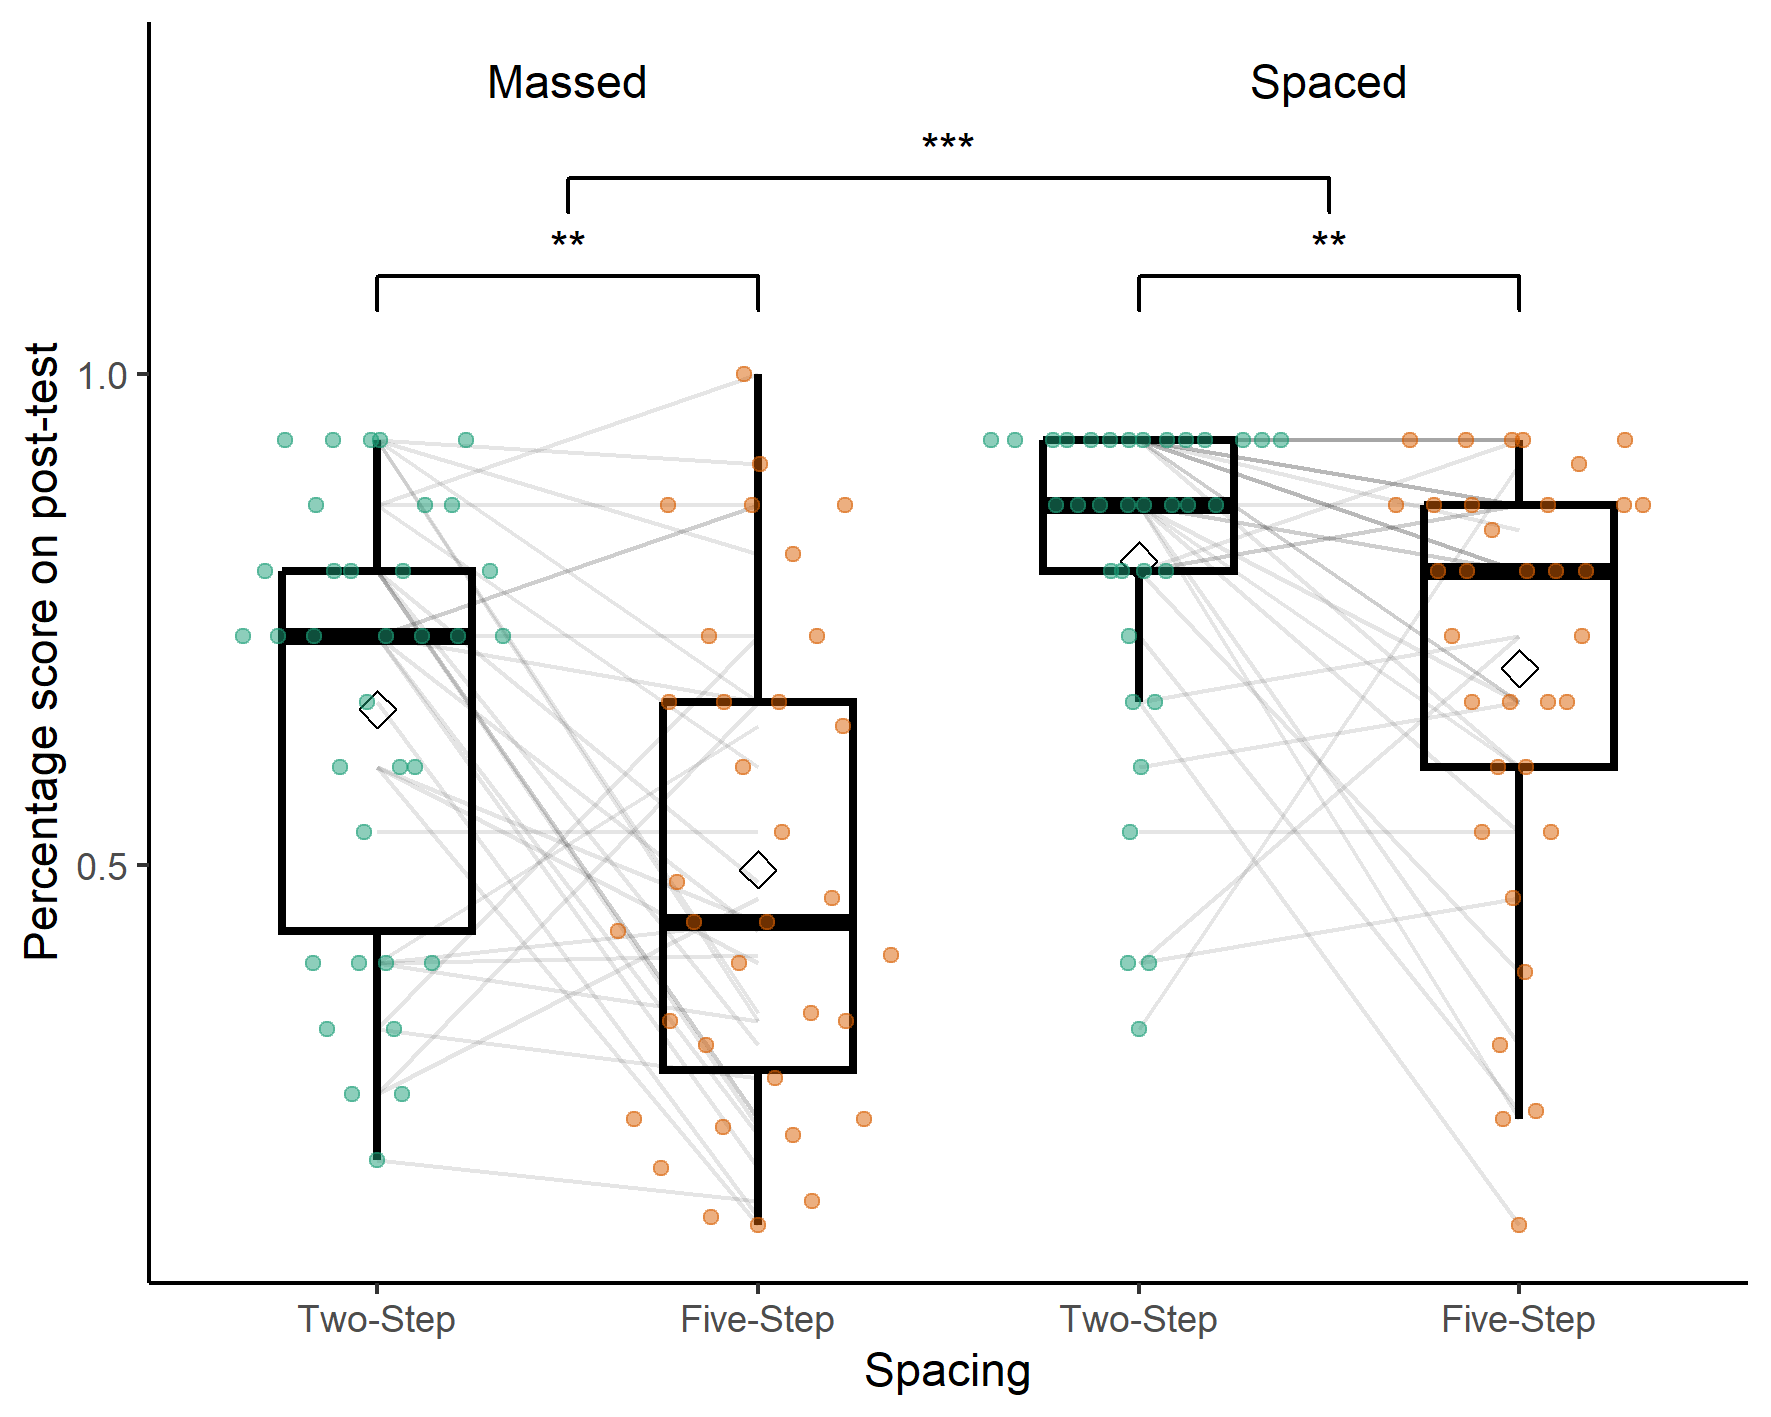 Massed Spaced
***
** **
Percentage score on post-test
1.0
0.5
Two-Step Five-Step Two-Step Five-Step
Spacing